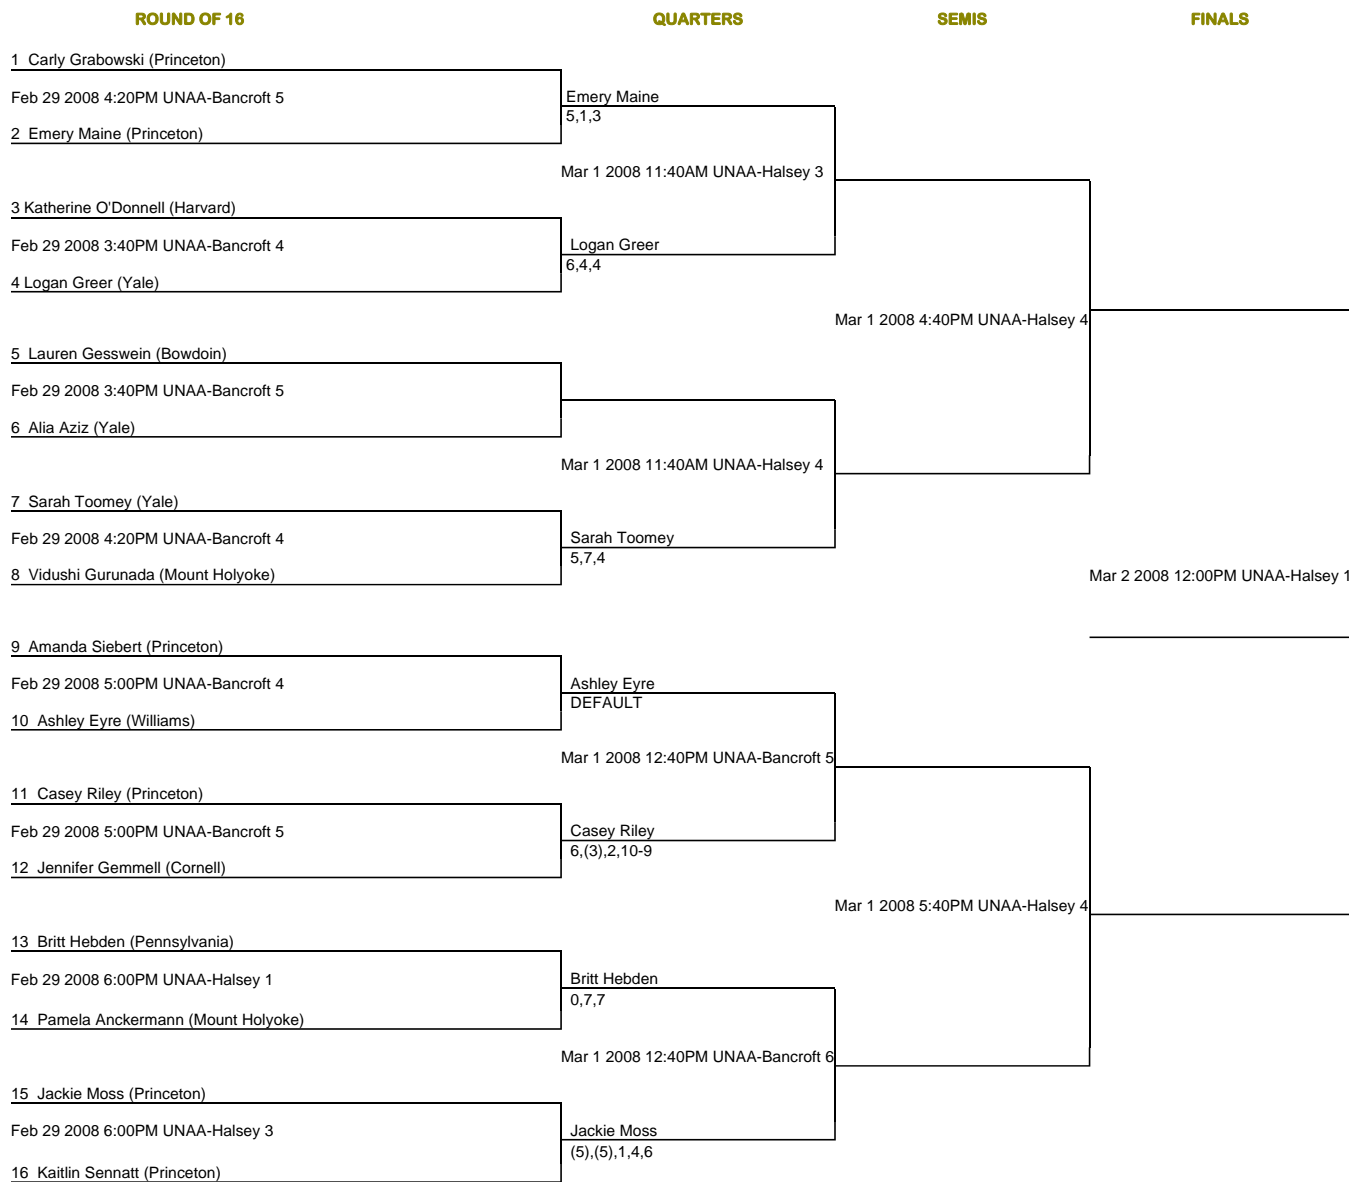 ROUND OF 16
QUARTERS
SEMIS
FINALS
1 Carly Grabowski (Princeton)
Feb 29 2008 4:20PM UNAA-Bancroft 5
Emery Maine
5,1,3
2 Emery Maine (Princeton)
Mar 1 2008 11:40AM UNAA-Halsey 3
3 Katherine O'Donnell (Harvard)
Feb 29 2008 3:40PM UNAA-Bancroft 4
Logan Greer
6,4,4
4 Logan Greer (Yale)
Mar 1 2008 4:40PM UNAA-Halsey 4
5 Lauren Gesswein (Bowdoin)
Feb 29 2008 3:40PM UNAA-Bancroft 5
6 Alia Aziz (Yale)
Mar 1 2008 11:40AM UNAA-Halsey 4
7 Sarah Toomey (Yale)
Feb 29 2008 4:20PM UNAA-Bancroft 4
Sarah Toomey
5,7,4
8 Vidushi Gurunada (Mount Holyoke)
Mar 2 2008 12:00PM UNAA-Halsey 1
9 Amanda Siebert (Princeton)
Feb 29 2008 5:00PM UNAA-Bancroft 4
Ashley Eyre
DEFAULT
10 Ashley Eyre (Williams)
Mar 1 2008 12:40PM UNAA-Bancroft 5
11 Casey Riley (Princeton)
Feb 29 2008 5:00PM UNAA-Bancroft 5
Casey Riley
6,(3),2,10-9
12 Jennifer Gemmell (Cornell)
Mar 1 2008 5:40PM UNAA-Halsey 4
13 Britt Hebden (Pennsylvania)
Feb 29 2008 6:00PM UNAA-Halsey 1
Britt Hebden
0,7,7
14 Pamela Anckermann (Mount Holyoke)
Mar 1 2008 12:40PM UNAA-Bancroft 6
15 Jackie Moss (Princeton)
Feb 29 2008 6:00PM UNAA-Halsey 3
Jackie Moss
(5),(5),1,4,6
16 Kaitlin Sennatt (Princeton)